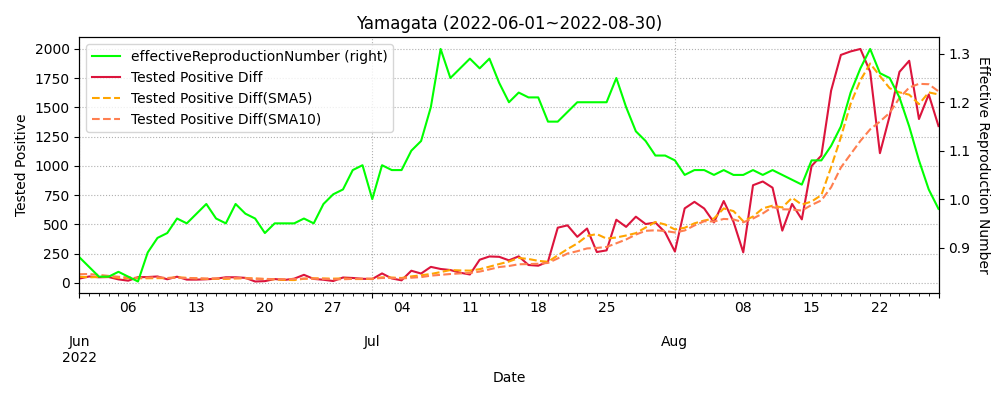 Yamagata (2022-06-01~2022-08-30)
effectiveReproductionNumber (right)
Tested Positive Diff
Tested Positive Diff(SMA5)
Tested Positive Diff(SMA10)
Tested Positive
2000
1750
1500
1250
1000
750
500
250
0
1.3
1.2
1.1
1.0
0.9
Effective Reproduction Number
06 13 20 27 04 11 18 25 08 15 22
Jun Jul Aug
2022
Date